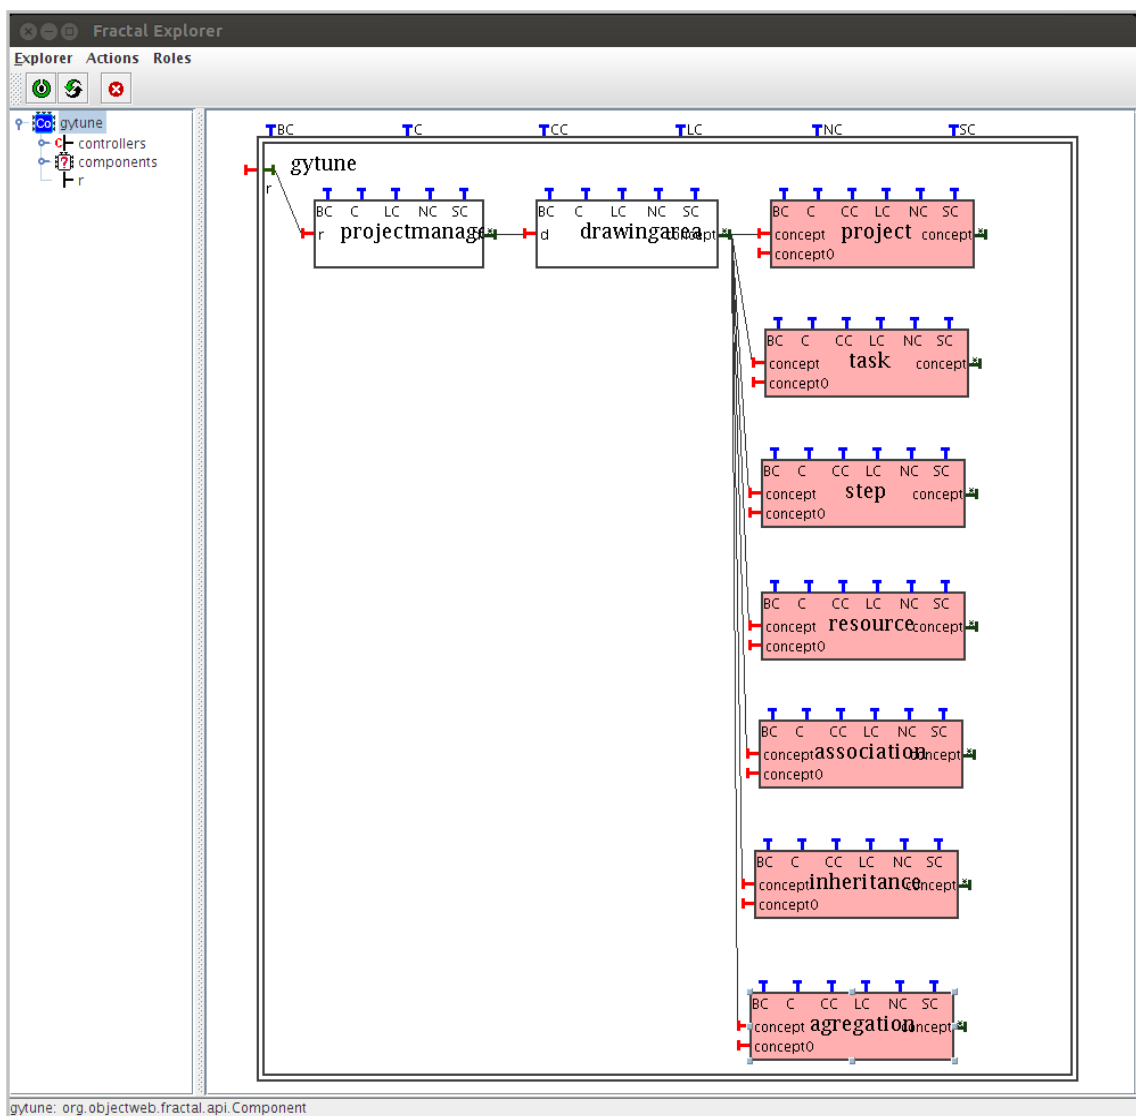 Fractal Explorer
Explorer Actions Roles
gytune
controllers
components
r
BC C CC LC NC SC
gytune
r
BC C LC NC SC
r projectmanage
BC C LC NC SC
d drawingarea concept
BC C CC LC NC SC
concept project concept
concept0
BC C CC LC NC SC
concept task concept
concept0
BC C CC LC NC SC
concept step concept
concept0
BC C CC LC NC SC
concept resource concept
concept0
BC C CC LC NC SC
concept association concept
concept0
BC C CC LC NC SC
concept inheritance concept
concept0
BC C CC LC NC SC
concept agregation concept
concept0
gytune: org.objectweb.fractal.api.Component